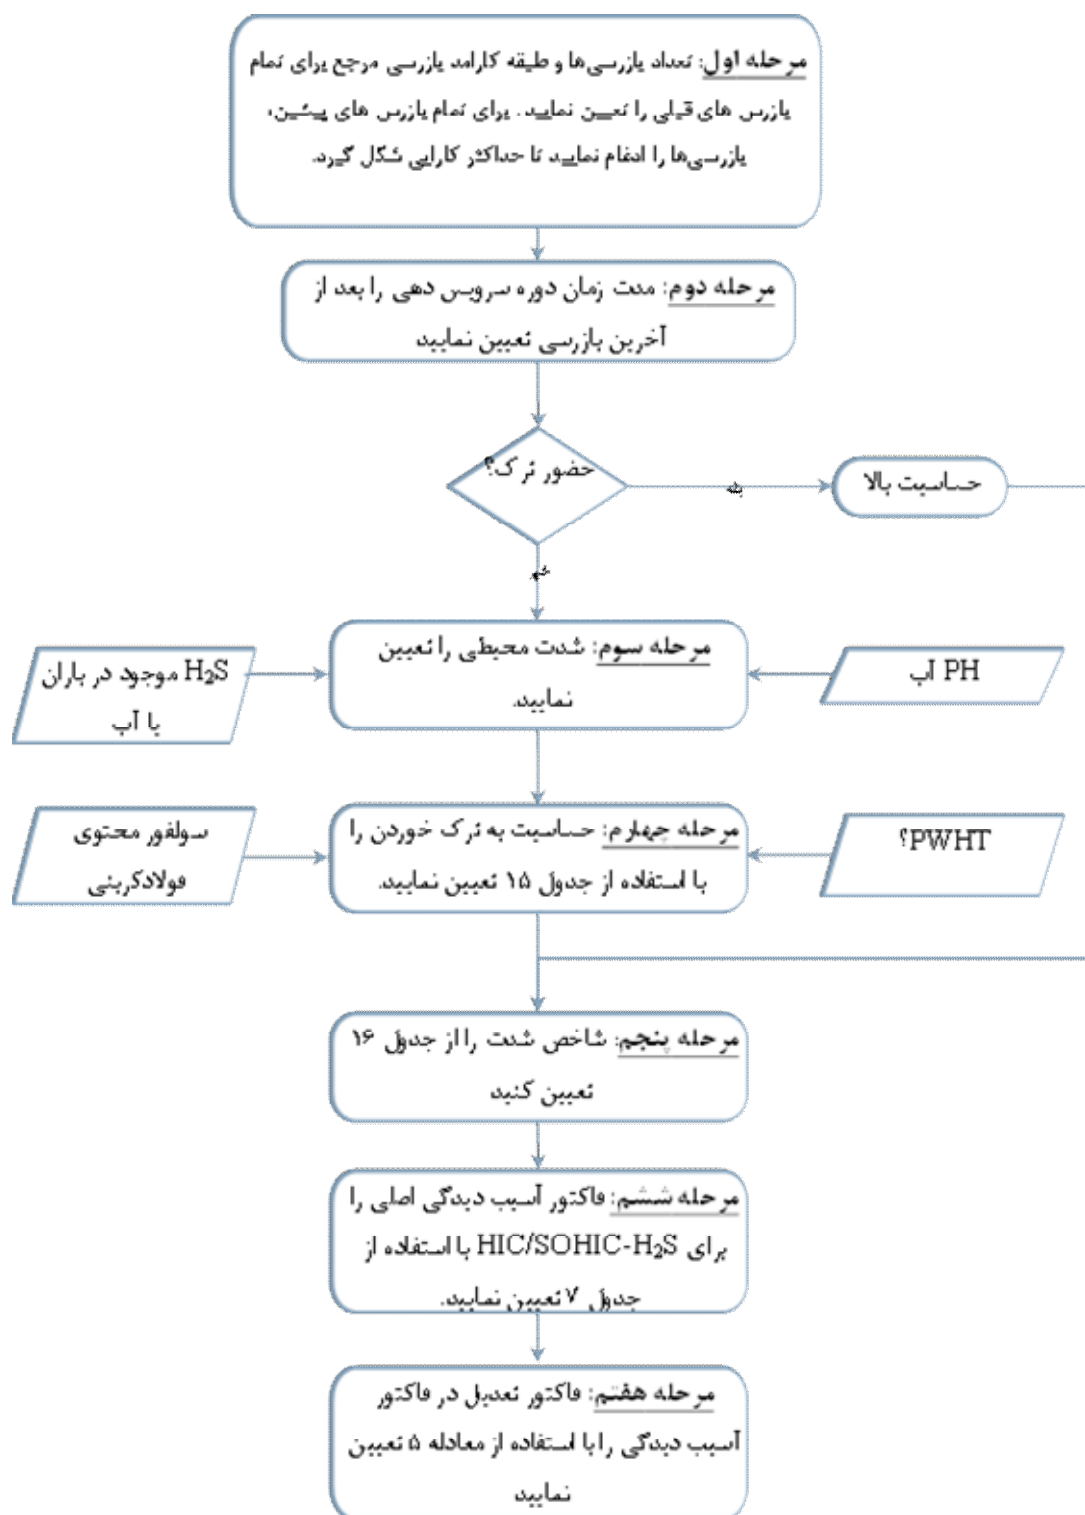 مرحله اول: تعداد بازرسی‌ها و طبقه کارامد بازرسی مرجع برای تمام
بازرس های قبلی را تعیین نمایید. برای تمام بازرس های پیشین،
بازرسی‌ها را ادغام نمایید تا حداکثر کارایی شکل گیرد.
مرحله دوم: مدت زمان دوره سرویس دهی را بعد از
آخرین بازرسی تعیین نمایید
حضور ترک؟
بله
حساسیت بالا
خیر
مرحله سوم: شدت محیطی را تعیین
نمایید.
H₂S موجود در باران
یا آب
PH آب
مرحله چهارم: حساسیت به ترک خوردن را
با استفاده از جدول ۱۵ تعیین نمایید.
سولفور محتوی
فولادکربنی
PWHT؟
مرحله پنجم: شاخص شدت را از جدول ۱۶
تعیین کنید
مرحله ششم: فاکتور آسیب دیدگی اصلی را
برای HIC/SOHIC-H₂S با استفاده از
جدول ۷ تعیین نمایید.
مرحله هفتم: فاکتور تعدیل در فاکتور
آسیب دیدگی را با استفاده از معادله ۵ تعیین
نمایید